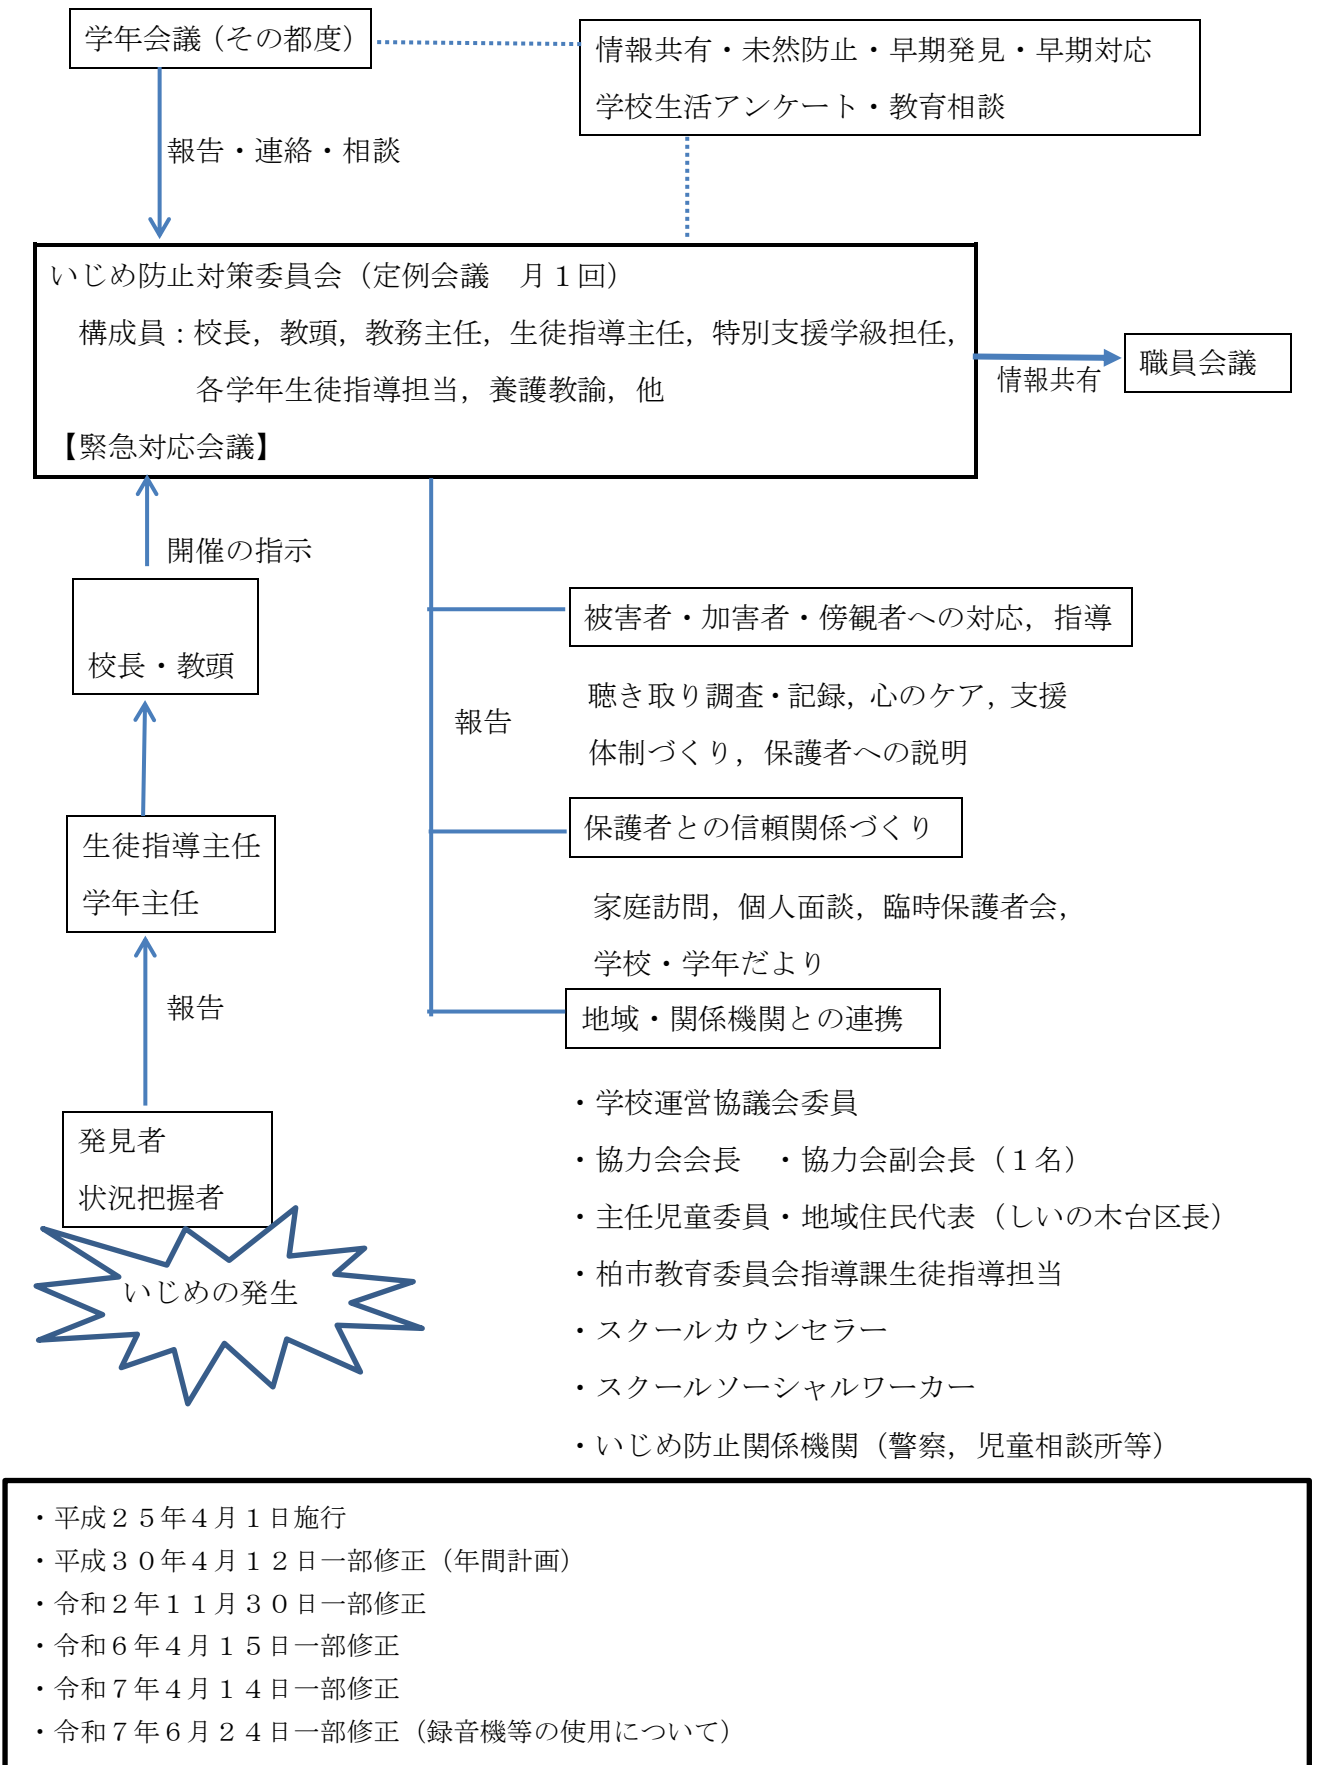 学年会議（その都度）
情報共有・未然防止・早期発見・早期対応
学校生活アンケート・教育相談
報告・連絡・相談
いじめ防止対策委員会（定例会議　月１回）
構成員：校長，教頭，教務主任，生徒指導主任，特別支援学級担任，
各学年生徒指導担当，養護教諭，他
【緊急対応会議】
情報共有
職員会議
開催の指示
校長・教頭
被害者・加害者・傍観者への対応，指導
聴き取り調査・記録，心のケア，支援
体制づくり，保護者への説明
報告
生徒指導主任
学年主任
保護者との信頼関係づくり
家庭訪問，個人面談，臨時保護者会，
学校・学年だより
報告
地域・関係機関との連携
発見者
状況把握者
いじめの発生
・学校運営協議会委員
・協力会会長　・協力会副会長（１名）
・主任児童委員・地域住民代表（しいの木台区長）
・柏市教育委員会指導課生徒指導担当
・スクールカウンセラー
・スクールソーシャルワーカー
・いじめ防止関係機関（警察，児童相談所等）
・平成２５年４月１日施行
・平成３０年４月１２日一部修正（年間計画）
・令和２年１１月３０日一部修正
・令和６年４月１５日一部修正
・令和７年４月１４日一部修正
・令和７年６月２４日一部修正（録音機等の使用について）